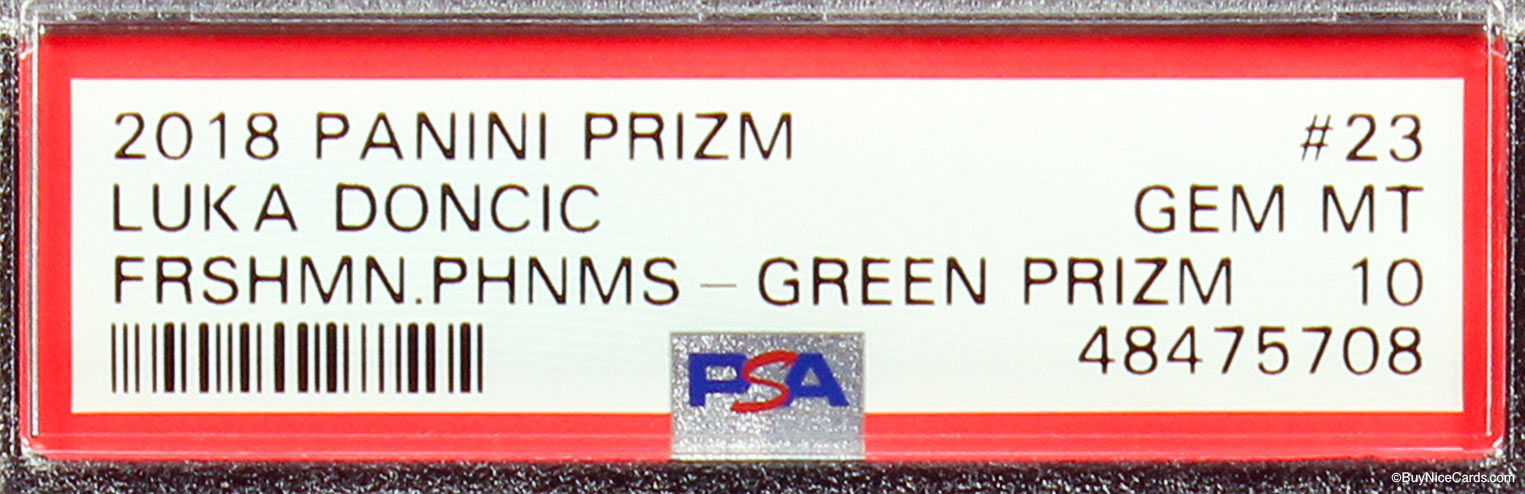 2018 PANINI PRIZM #23
LUKA DONCIC GEM MT
FRSHMN.PHNMS – GREEN PRIZM 10
48475708
PSA
©BuyNiceCards.com